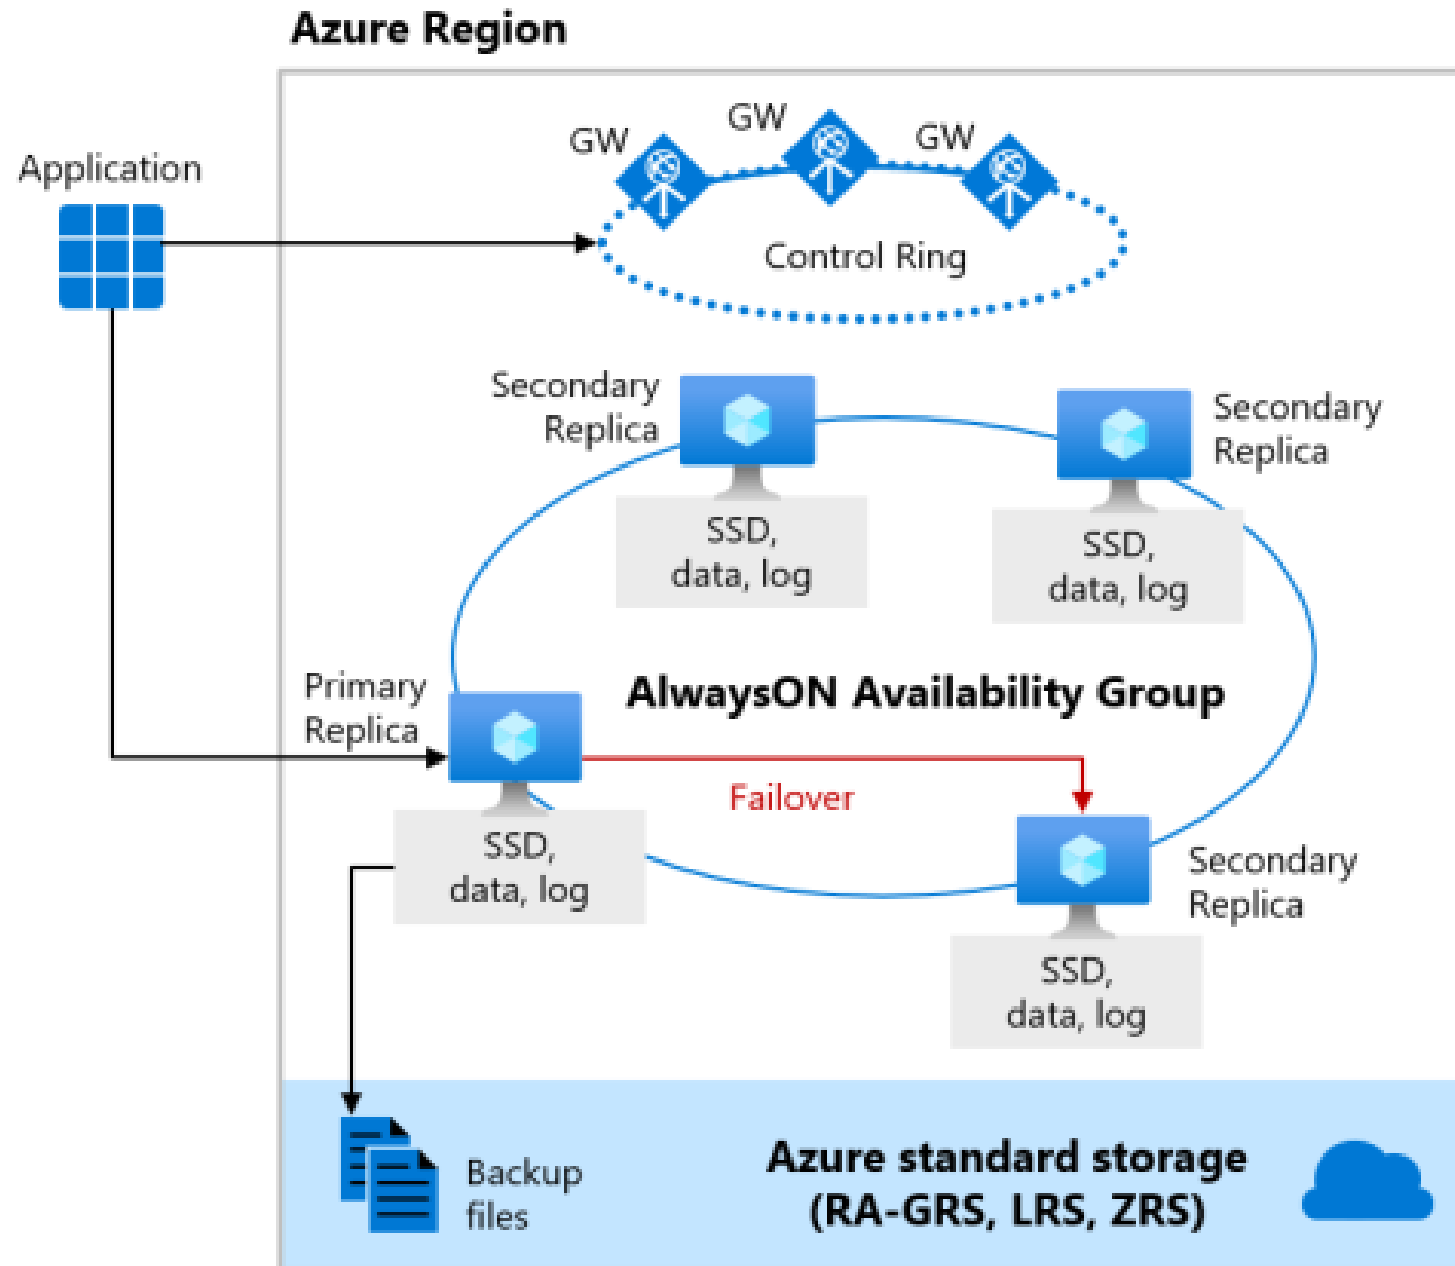 Azure Region
Application
GW
GW
GW
Control Ring
Secondary
Replica
Secondary
Replica
SSD,
data, log
SSD,
data, log
Primary
Replica
AlwaysON Availability Group
Failover
SSD,
data, log
Secondary
Replica
SSD,
data, log
Backup
files
Azure standard storage
(RA-GRS, LRS, ZRS)